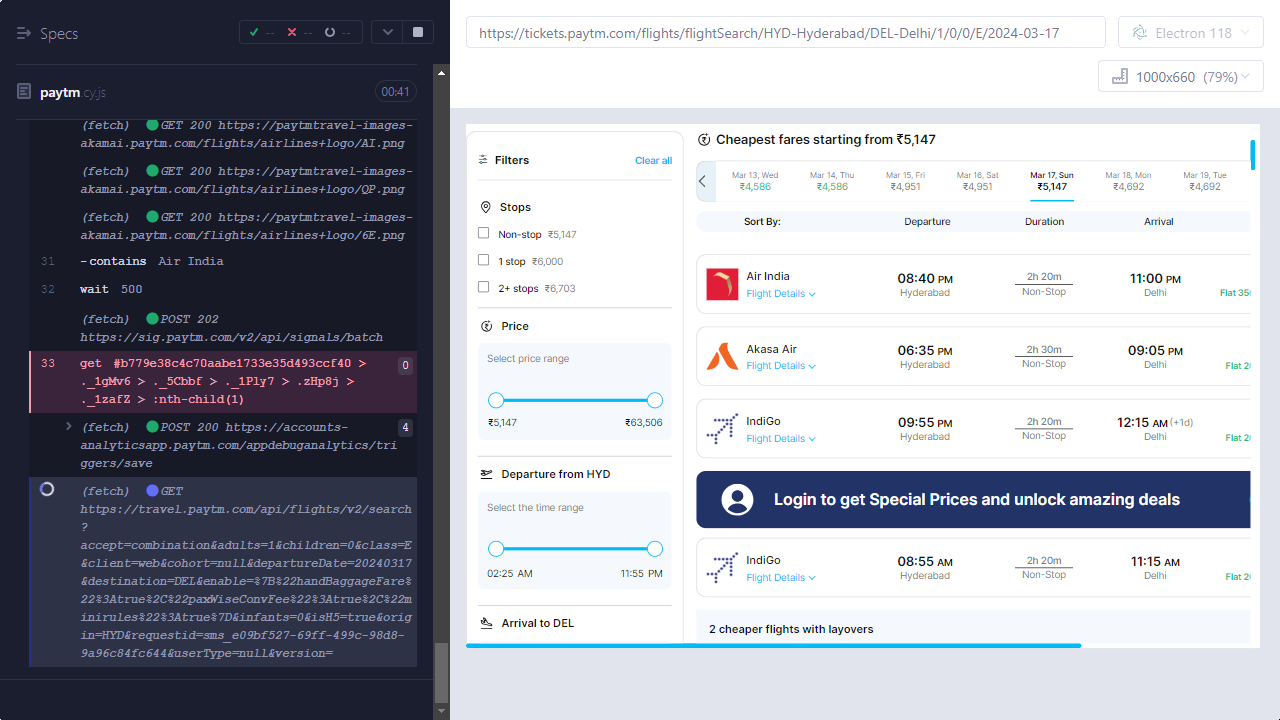 Specs
--
--
--
paytm.cy.js
00:41
(fetch) GET 200 https://paytmtravel-images-
akamai.paytm.com/flights/airlines+logo/AI.png
(fetch) GET 200 https://paytmtravel-images-
akamai.paytm.com/flights/airlines+logo/QP.png
(fetch) GET 200 https://paytmtravel-images-
akamai.paytm.com/flights/airlines+logo/6E.png
31 -contains Air India
32 wait 500
(fetch) POST 202
https://sig.paytm.com/v2/api/signals/batch
33 get #b779e38c4c70aabe1733e35d493ccf40 > 0
._1gMv6 > ._5Cbbf > ._1Ply7 > .zHp8j >
._1zafZ > :nth-child(1)
(fetch) POST 200 https://accounts- 4
analyticsapp.paytm.com/appdebuganalytics/tri
ggers/save
(fetch) GET
https://travel.paytm.com/api/flights/v2/search
?
accept=combination&adults=1&children=0&class=E
&client=web&cohort=null&departureDate=20240317
&destination=DEL&enable=%7B%22handBaggageFare%
22%3Atrue%2C%22paxWiseConvFee%22%3Atrue%2C%22m
inirules%22%3Atrue%7D&infants=0&isH5=true&orig
in=HYD&requestid=sms_e09bf527-69ff-499c-98d8-
9a96c84fc644&userType=null&version=
https://tickets.paytm.com/flights/flightSearch/HYD-Hyderabad/DEL-Delhi/1/0/0/E/2024-03-17
Electron 118
1000x660 (79%)
Filters Clear all
Stops
Non-stop ₹5,147
1 stop ₹6,000
2+ stops ₹6,703
Price
Select price range
₹5,147 ₹63,506
Departure from HYD
Select the time range
02:25 AM 11:55 PM
Arrival to DEL
Cheapest fares starting from ₹5,147
Mar 13, Wed Mar 14, Thu Mar 15, Fri Mar 16, Sat Mar 17, Sun Mar 18, Mon Mar 19, Tue
₹4,586 ₹4,586 ₹4,951 ₹4,951 ₹5,147 ₹4,692 ₹4,692
Sort By: Departure Duration Arrival
Air India 08:40 PM 2h 20m 11:00 PM
Flight Details Hyderabad Non-Stop Delhi Flat 35
Akasa Air 06:35 PM 2h 30m 09:05 PM
Flight Details Hyderabad Non-Stop Delhi Flat 2
IndiGo 09:55 PM 2h 20m 12:15 AM (+1d)
Flight Details Hyderabad Non-Stop Delhi Flat 2
Login to get Special Prices and unlock amazing deals
IndiGo 08:55 AM 2h 20m 11:15 AM
Flight Details Hyderabad Non-Stop Delhi Flat 2
2 cheaper flights with layovers